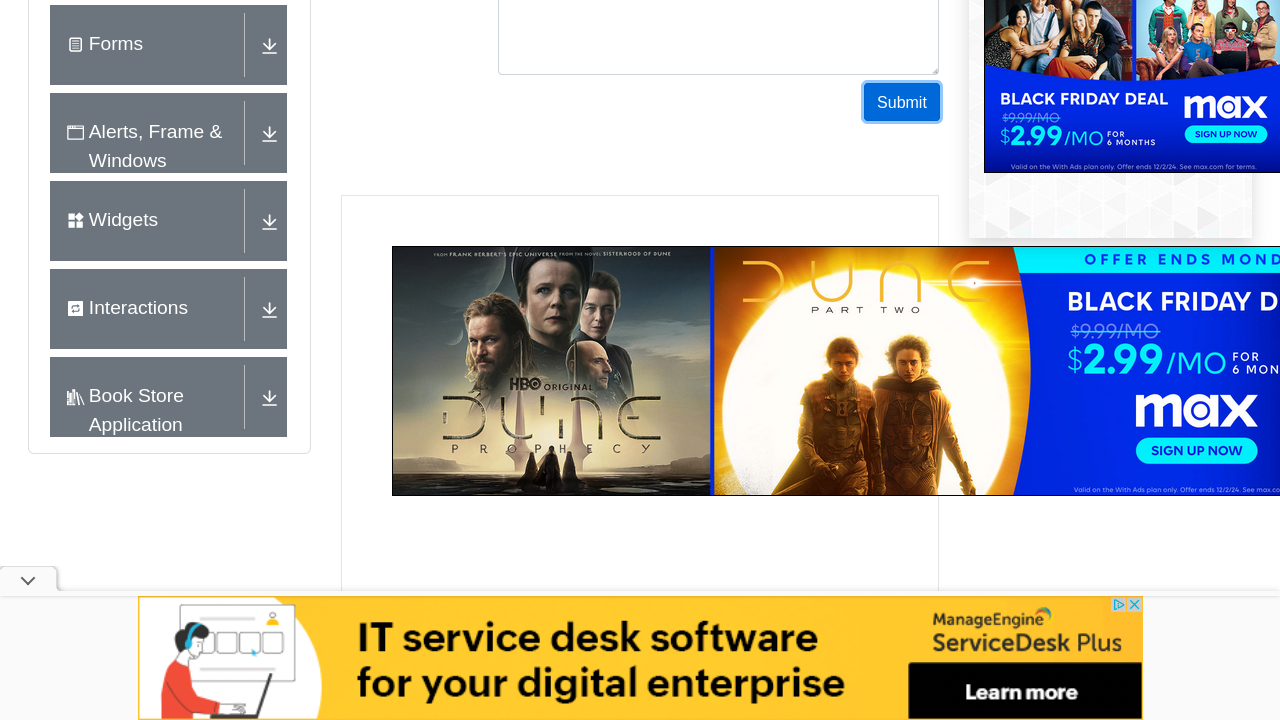 Forms
Alerts, Frame &
Windows
Widgets
Interactions
Book Store
Application
Submit
BLACK FRIDAY DEAL
$9.99/MO
$2.99/MO FOR
6 MONTHS
max
SIGN UP NOW
Valid on the With Ads plan only. Offer ends 12/2/24. See max.com for terms.
FROM FRANK HERBERT'S EPIC UNIVERSE FROM THE NOVEL SISTERHOOD OF DUNE
HBO ORIGINAL
DUNE
PROPHECY
DUNE
PART TWO
OFFER ENDS MOND
BLACK FRIDAY D
$9.99/MO
$2.99/MO FOR
6 MON
max
SIGN UP NOW
Valid on the With Ads plan only. Offer ends 12/2/24. See max.co
IT service desk software
for your digital enterprise
ManageEngine
ServiceDesk Plus
Learn more